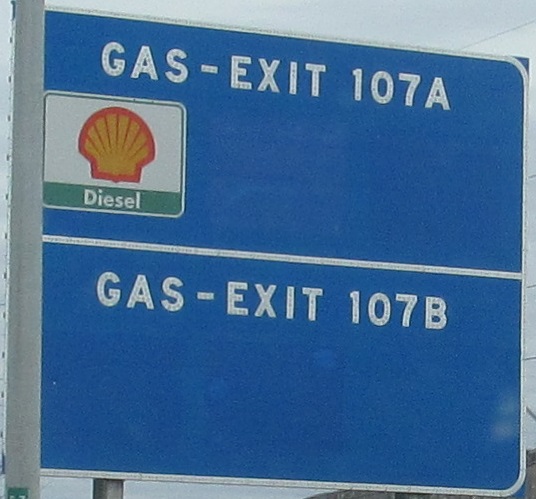 GAS - EXIT 107A
Diesel
GAS - EXIT 107B